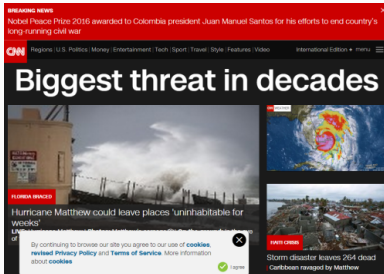 BREAKING NEWS
Nobel Peace Prize 2016 awarded to Colombia president Juan Manuel Santos for his efforts to end country's
long-running civil war
CNN Regions U.S. Politics Money Entertainment Tech Sport Travel Style Features Video International Edition menu
Biggest threat in decades
FLORIDA BRACED
Hurricane Matthew could leave places 'uninhabitable for
weeks'
By continuing to browse our site you agree to our use of cookies,
revised Privacy Policy and Terms of Service. More information
about cookies
I agree
HAITI CRISIS
Storm disaster leaves 264 dead
Caribbean ravaged by Matthew